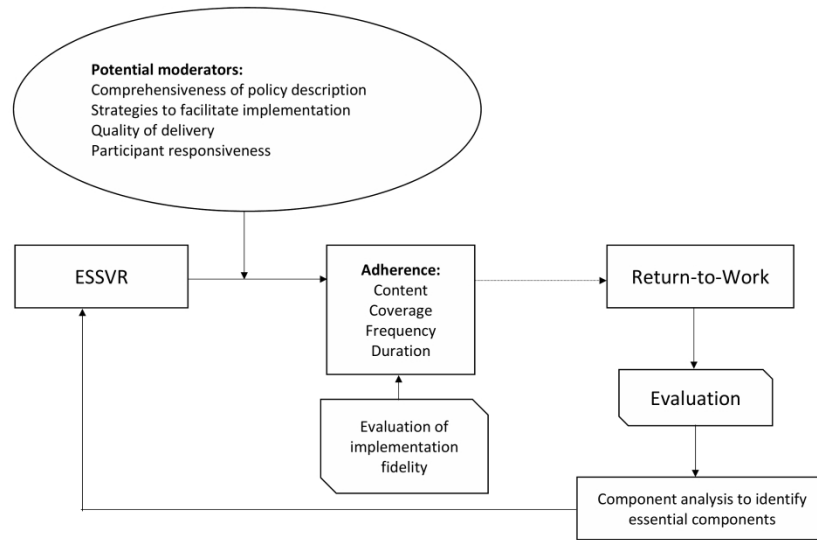 Potential moderators:
Comprehensiveness of policy description
Strategies to facilitate implementation
Quality of delivery
Participant responsiveness
ESSVR
Adherence:
Content
Coverage
Frequency
Duration
Return-to-Work
Evaluation of
implementation
fidelity
Evaluation
Component analysis to identify
essential components